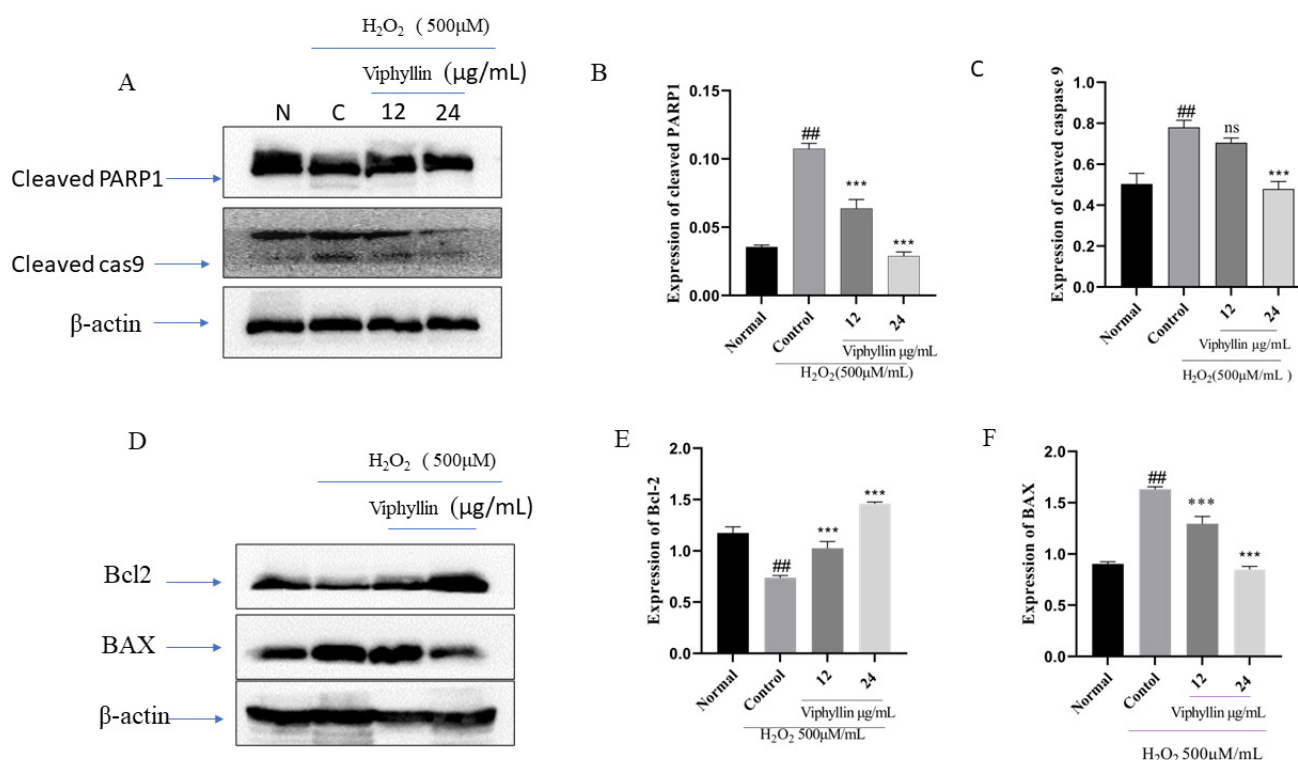 A
H₂O₂ ( 500μM)
Viphyllin (μg/mL)
N C 12 24
Cleaved PARP1
Cleaved cas9
β-actin
B
Expression of cleaved PARP1
0.15
0.10
0.05
0.00
##
***
***
Normal
Control
12
24
Viphyllin μg/mL
H₂O₂(500μM/mL)
C
Expression of cleaved caspase 9
1.0
0.8
0.6
0.4
0.2
0.0
##
ns
***
Normal
Control
12
24
Viphyllin μg/mL
H₂O₂(500μM/mL )
D
H₂O₂ ( 500μM)
Viphyllin (μg/mL)
Bcl2
BAX
β-actin
E
Expression of Bcl-2
2.0
1.5
1.0
0.5
0.0
##
***
***
Normal
Control
12
24
Viphyllin μg/mL
H₂O₂ 500μM/mL
F
Expression of BAX
2.0
1.5
1.0
0.5
0.0
##
***
***
Normal
Contol
12
24
Viphyllin μg/mL
H₂O₂ 500μM/mL